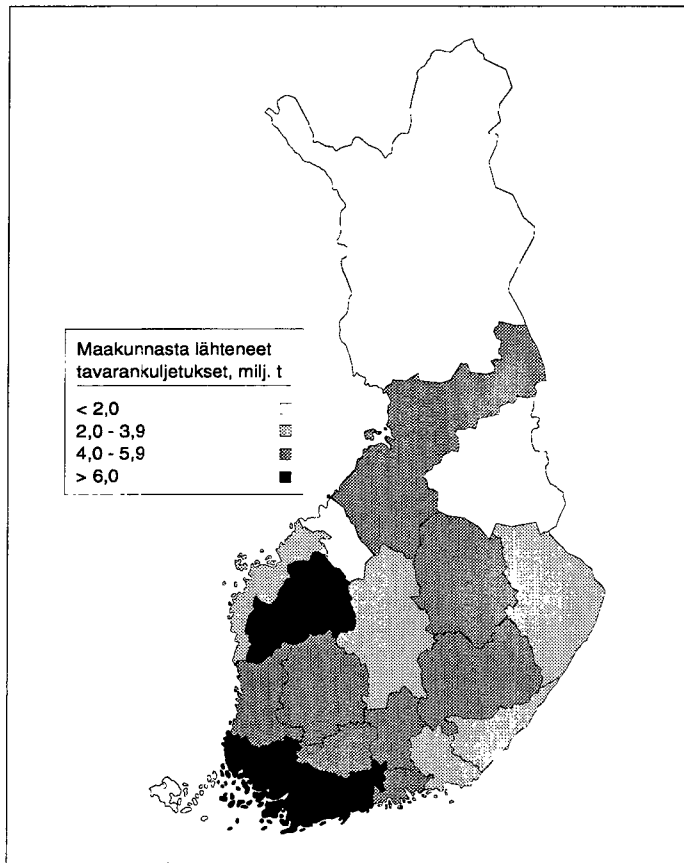 Maakunnasta lähteneet
tavarankuljetukset, milj. t
< 2,0
2,0 - 3,9
4,0 - 5,9
> 6,0